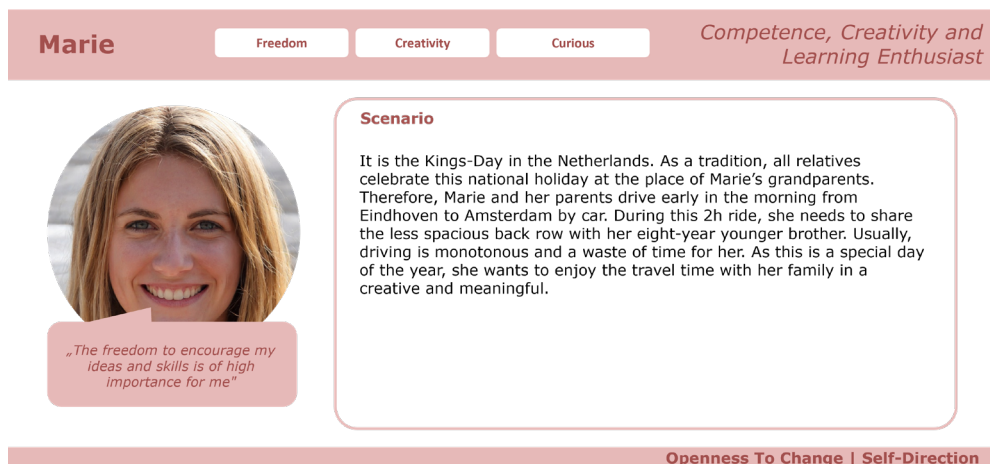 Marie
Freedom
Creativity
Curious
Competence, Creativity and
Learning Enthusiast
Scenario
It is the Kings-Day in the Netherlands. As a tradition, all relatives
celebrate this national holiday at the place of Marie’s grandparents.
Therefore, Marie and her parents drive early in the morning from
Eindhoven to Amsterdam by car. During this 2h ride, she needs to share
the less spacious back row with her eight-year younger brother. Usually,
driving is monotonous and a waste of time for her. As this is a special day
of the year, she wants to enjoy the travel time with her family in a
creative and meaningful.
„The freedom to encourage my
ideas and skills is of high
importance for me"
Openness To Change | Self-Direction